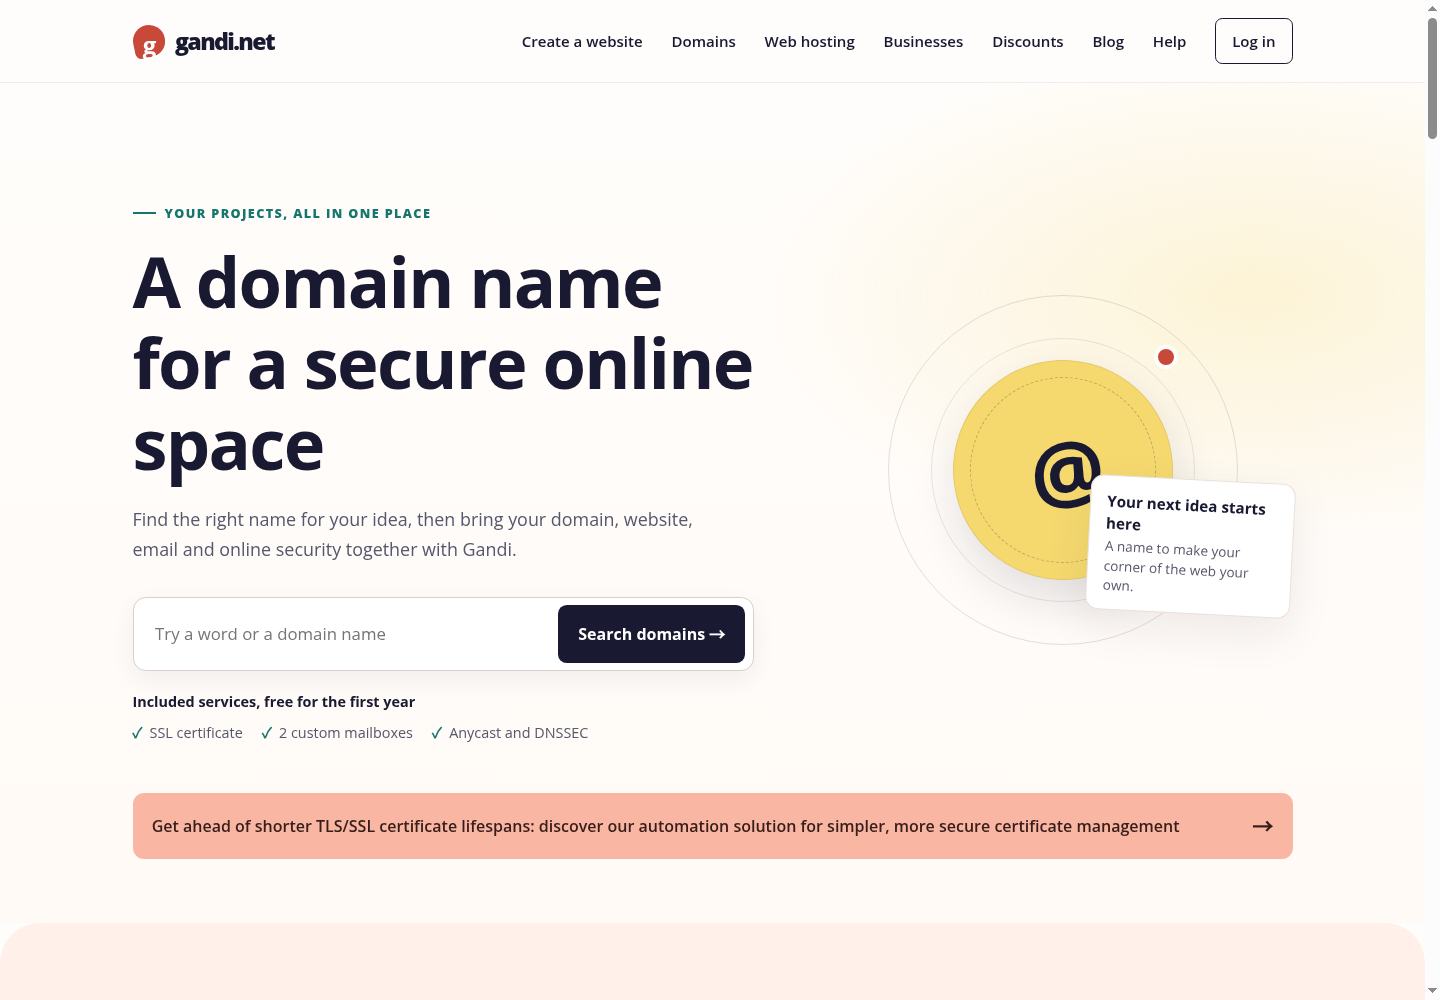 g gandi.net
Create a website
Domains
Web hosting
Businesses
Discounts
Blog
Help
Log in
YOUR PROJECTS, ALL IN ONE PLACE
A domain name
for a secure online
space
Find the right name for your idea, then bring your domain, website,
email and online security together with Gandi.
Try a word or a domain name
Search domains →
Included services, free for the first year
✓ SSL certificate
✓ 2 custom mailboxes
✓ Anycast and DNSSEC
@
Your next idea starts
here
A name to make your
corner of the web your
own.
Get ahead of shorter TLS/SSL certificate lifespans: discover our automation solution for simpler, more secure certificate management →